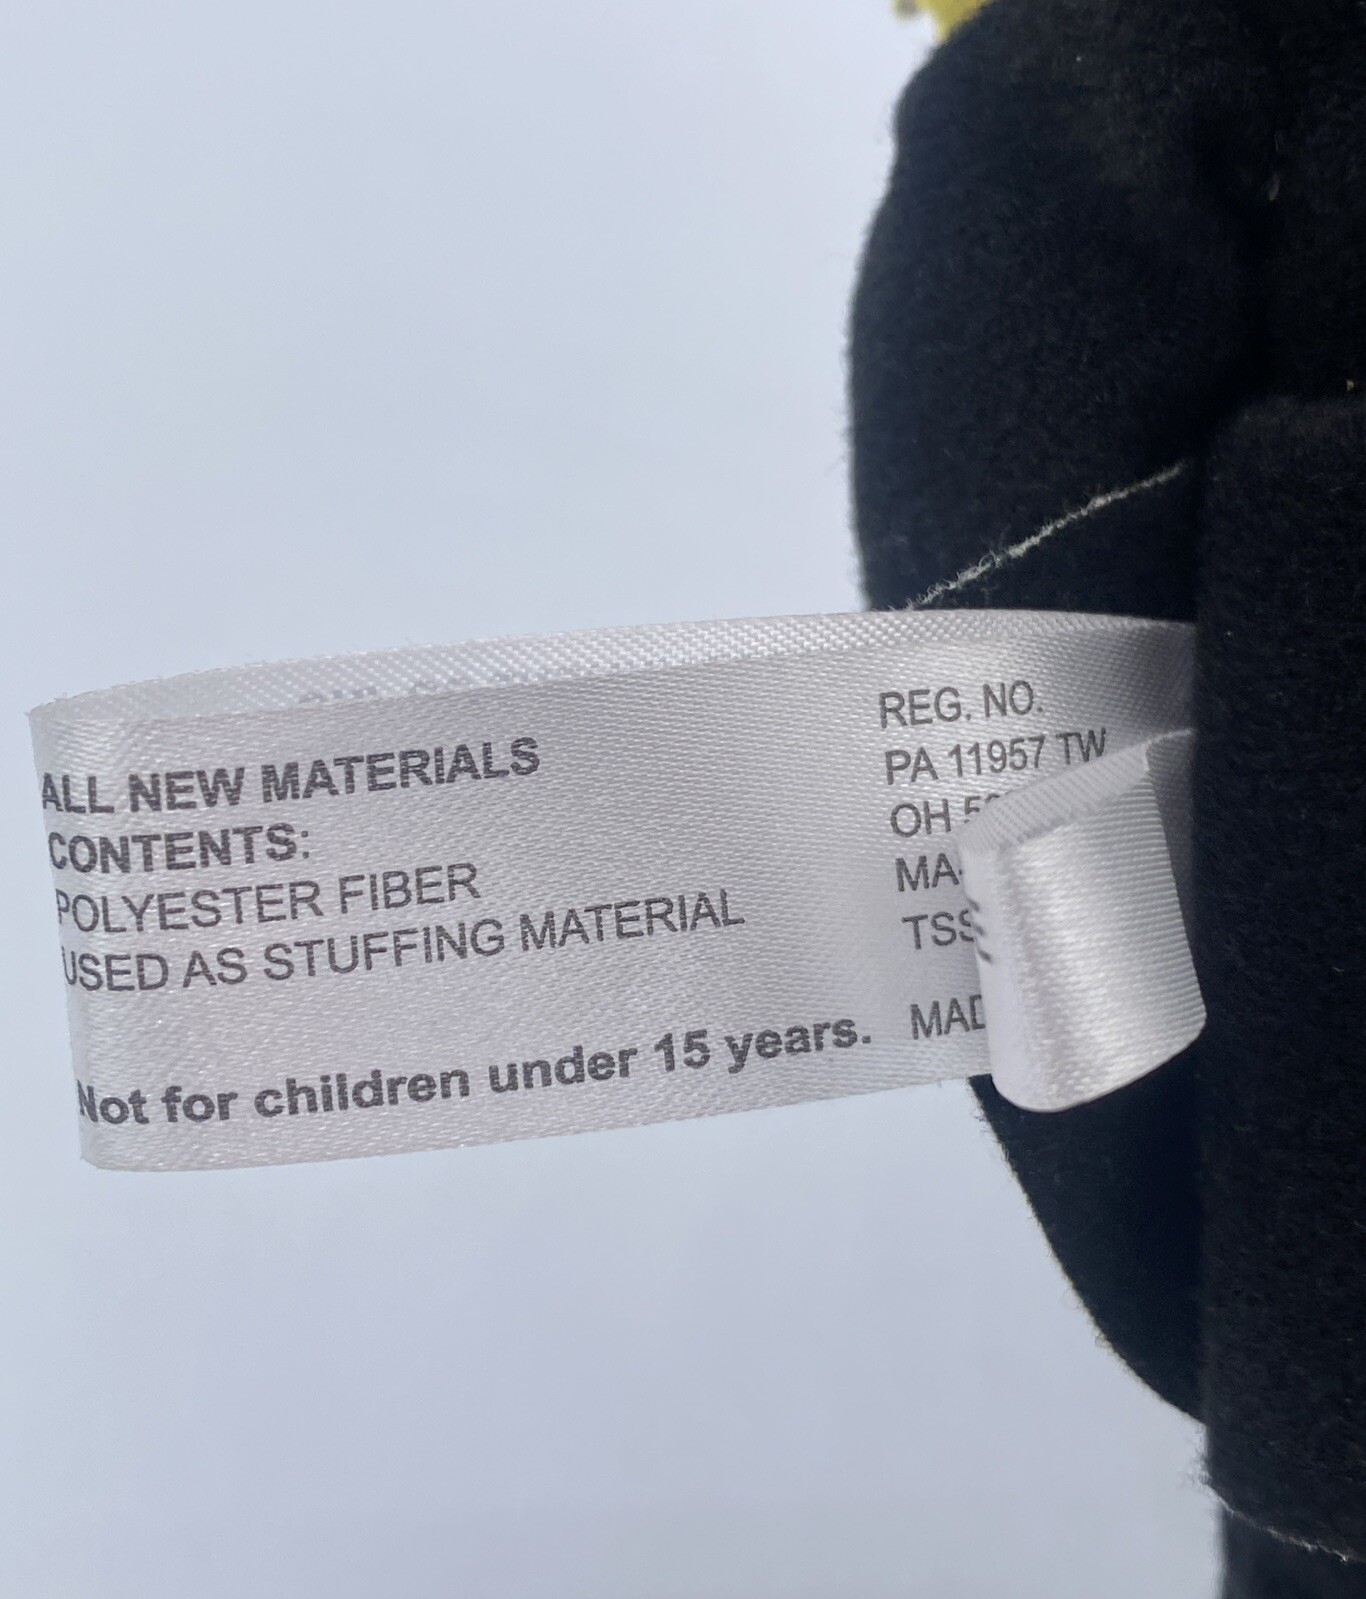 ALL NEW MATERIALS
CONTENTS:
POLYESTER FIBER
USED AS STUFFING MATERIAL
Not for children under 15 years.
REG. NO.
PA 11957 TW
OH